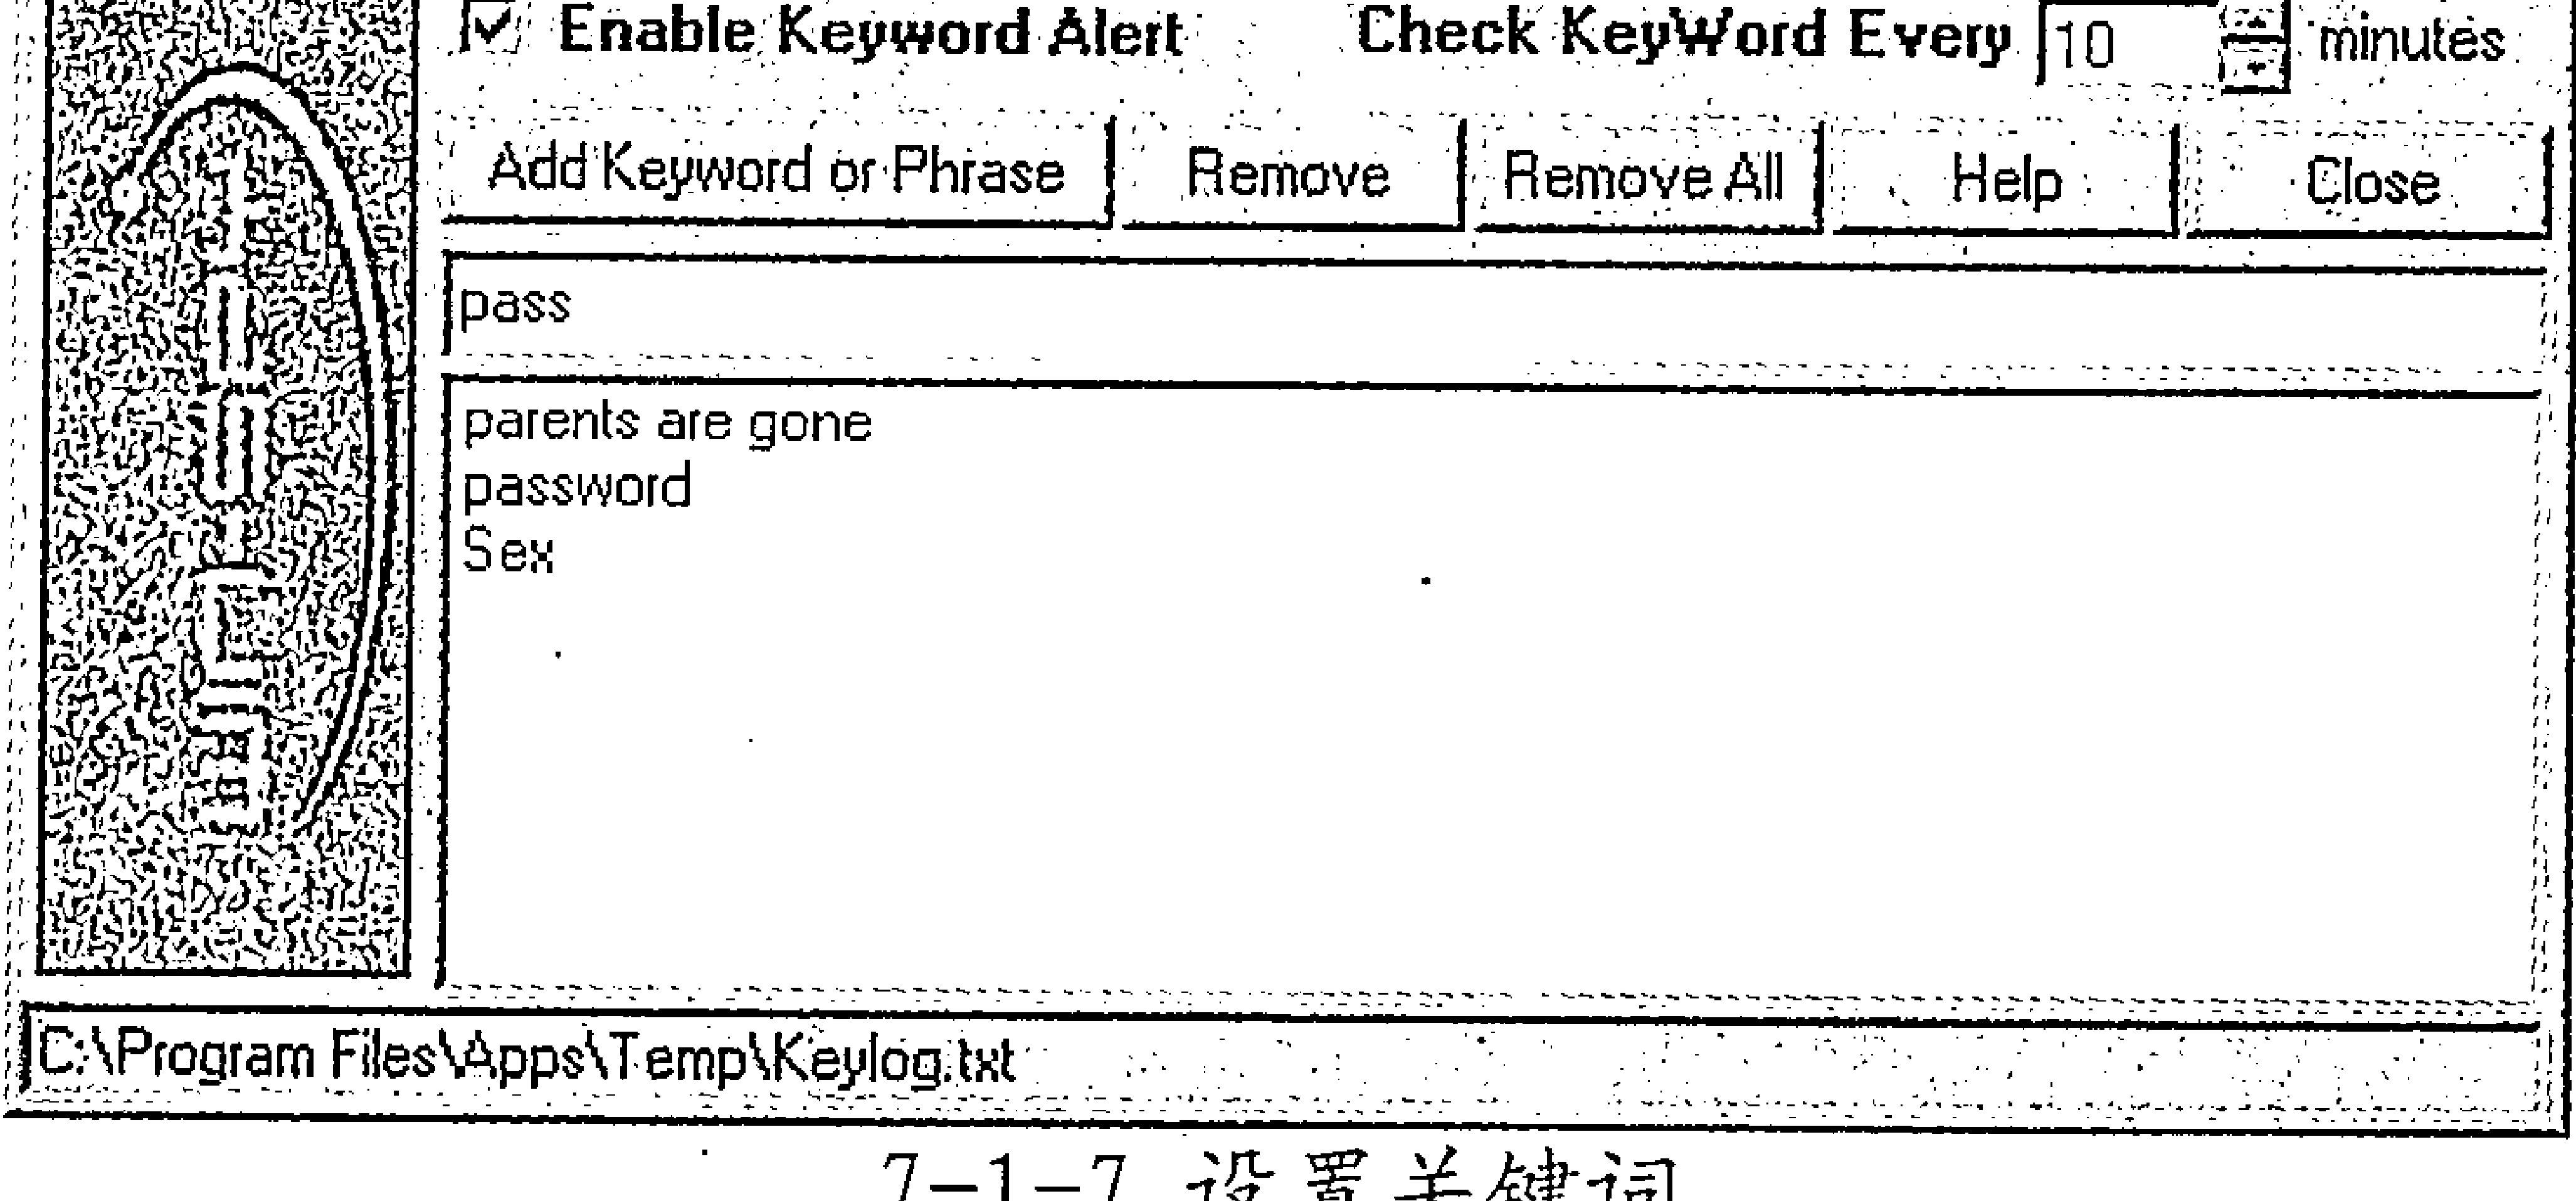 Enable Keyword Alert Check KeyWord Every 10 minutes
Add Keyword or Phrase Remove Remove All Help Close
pass
parents are gone
password
Sex
C:\Program Files\Apps\Temp\Keylog.txt
7-1-7 设置关键词